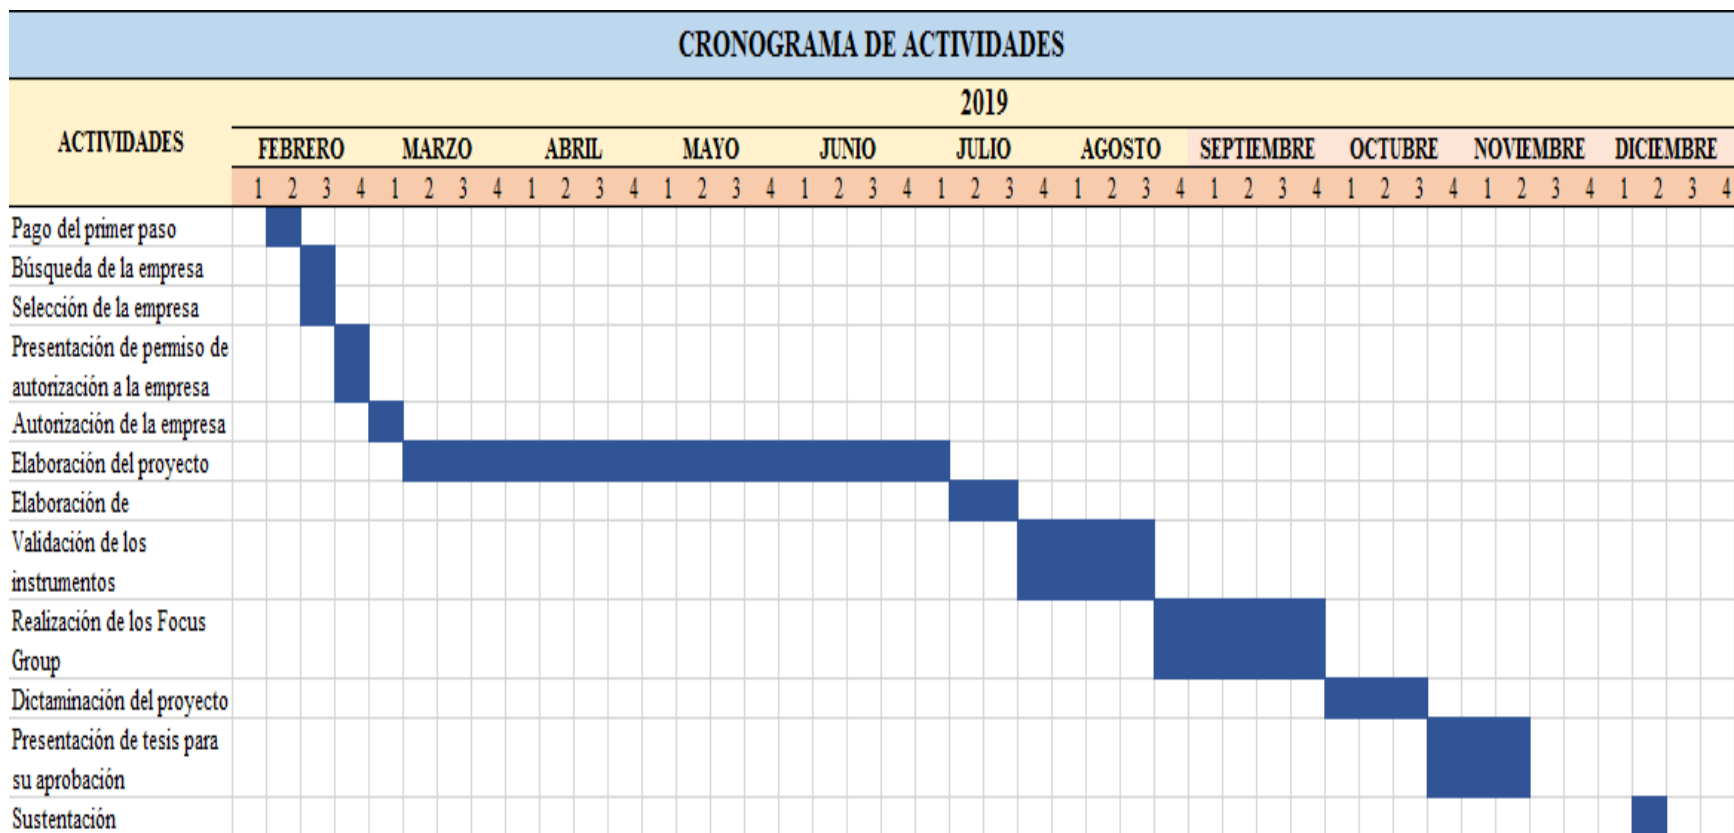 CRONOGRAMA DE ACTIVIDADES
2019
ACTIVIDADES
FEBRERO MARZO ABRIL MAYO JUNIO JULIO AGOSTO SEPTIEMBRE OCTUBRE NOVIEMBRE DICIEMBRE
1 2 3 4 1 2 3 4 1 2 3 4 1 2 3 4 1 2 3 4 1 2 3 4 1 2 3 4 1 2 3 4 1 2 3 4 1 2 3 4 1 2 3 4
Pago del primer paso
Búsqueda de la empresa
Selección de la empresa
Presentación de permiso de
autorización a la empresa
Autorización de la empresa
Elaboración del proyecto
Elaboración de
Validación de los
instrumentos
Realización de los Focus
Group
Dictaminación del proyecto
Presentación de tesis para
su aprobación
Sustentación